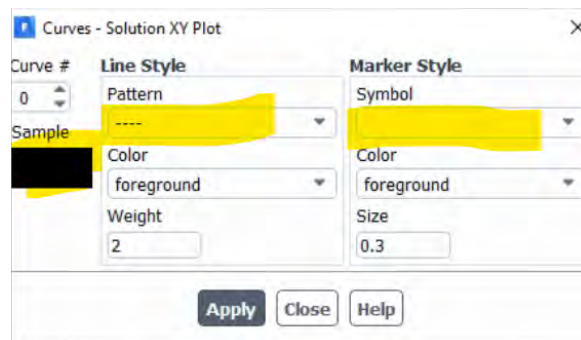 Curves - Solution XY Plot
Curve #
Line Style
Marker Style
0
Pattern
Symbol
Sample
----
Color
Color
foreground
foreground
Weight
Size
2
0.3
Apply
Close
Help